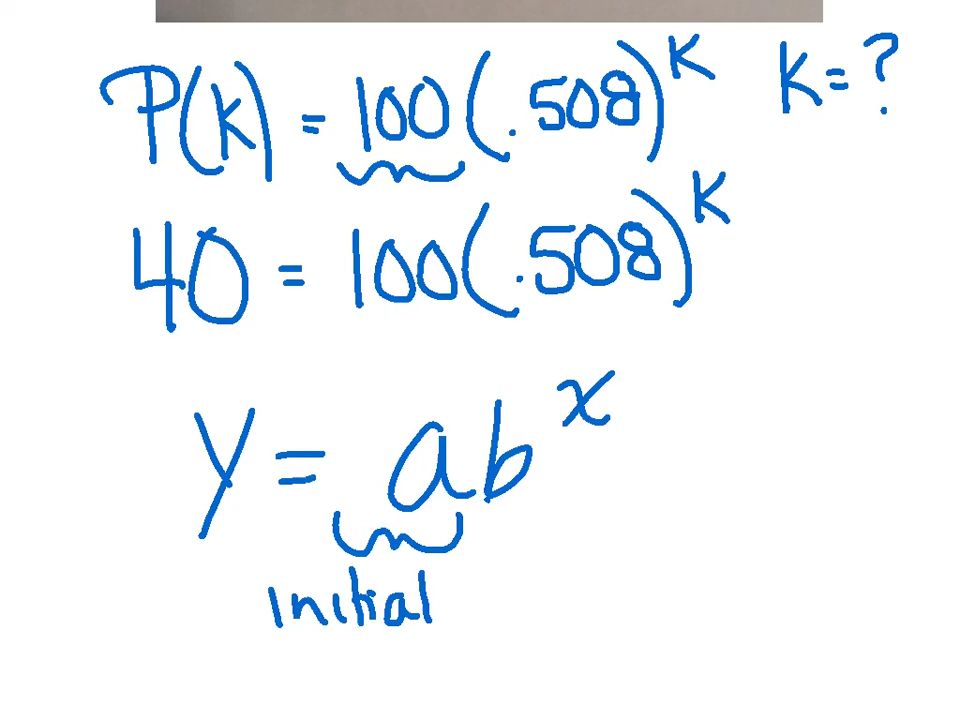 P(k) = 100(.508)^K K = ?
40 = 100(.508)^K
y = ab^x
initial